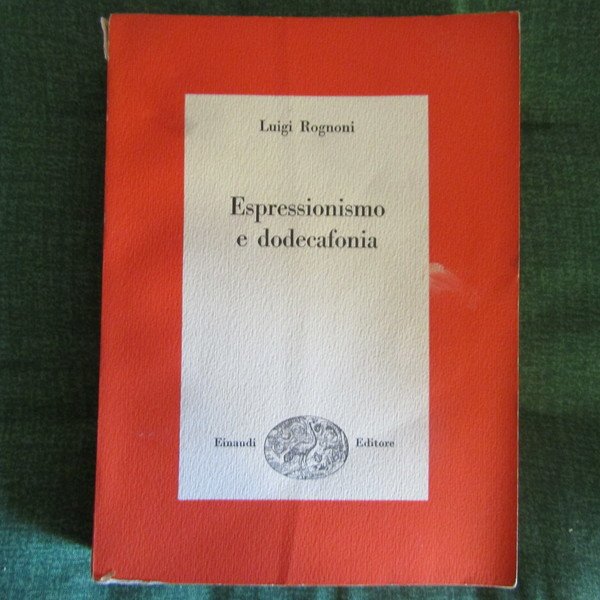 Luigi Rognoni
Espressionismo
e dodecafonia
Einaudi Editore